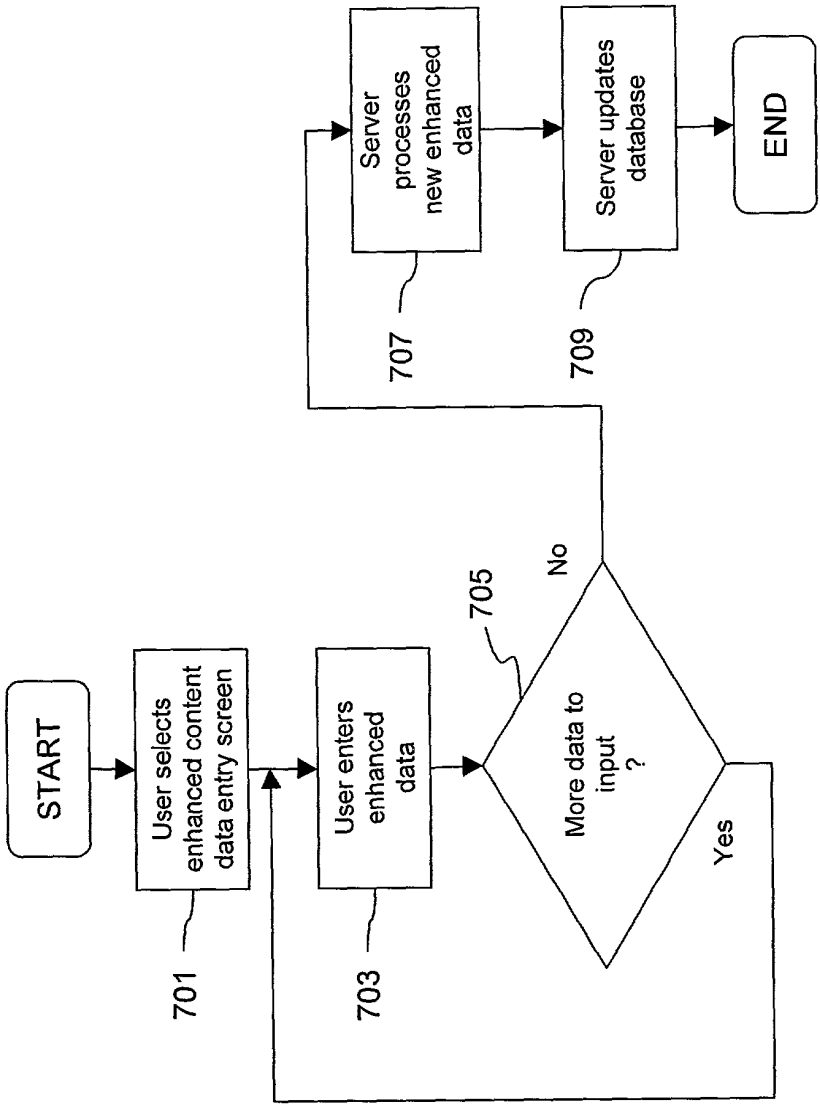 START
User selects
enhanced content
data entry screen
701
User enters
enhanced
data
703
705
More data to
input
?
No
Yes
Server
processes
new enhanced
data
707
Server updates
database
709
END